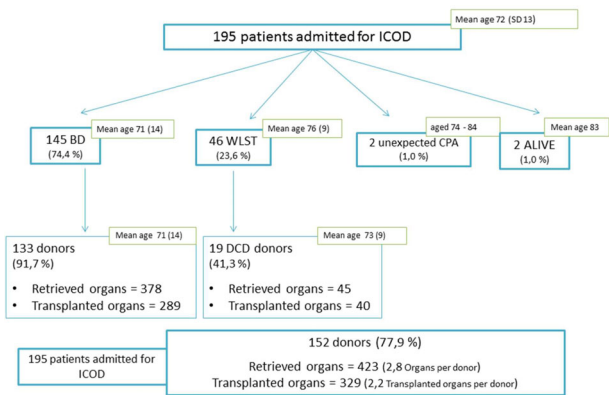 Mean age 72 (SD 13)
195 patients admitted for ICOD
Mean age 71 (14)
145 BD
(74,4 %)
Mean age 76 (9)
46 WLST
(23,6 %)
aged 74 - 84
2 unexpected CPA
(1,0 %)
Mean age 83
2 ALIVE
(1,0 %)
Mean age 71 (14)
133 donors
(91,7 %)
• Retrieved organs = 378
• Transplanted organs = 289
Mean age 73 (9)
19 DCD donors
(41,3 %)
• Retrieved organs = 45
• Transplanted organs = 40
195 patients admitted for
ICOD
152 donors (77,9 %)
Retrieved organs = 423 (2,8 Organs per donor)
Transplanted organs = 329 (2,2 Transplanted organs per donor)